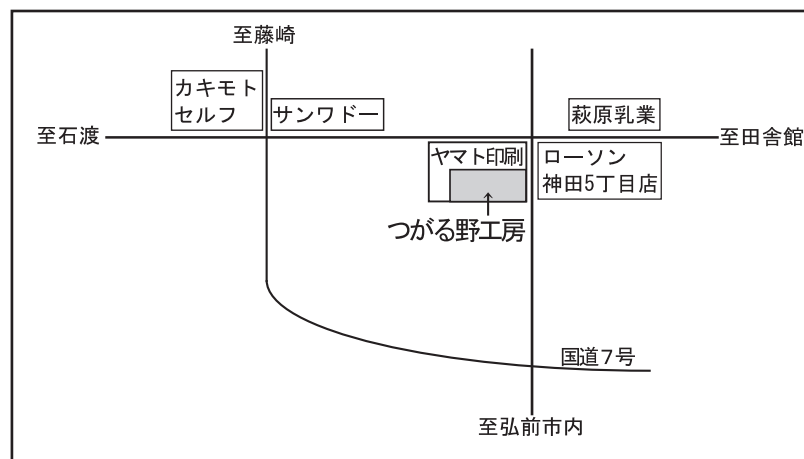 至藤崎
カキモト
セルフ
サンワドー
萩原乳業
至石渡
至田舎館
ヤマト印刷
ローソン
神田5丁目店
つがる野工房
国道7号
至弘前市内